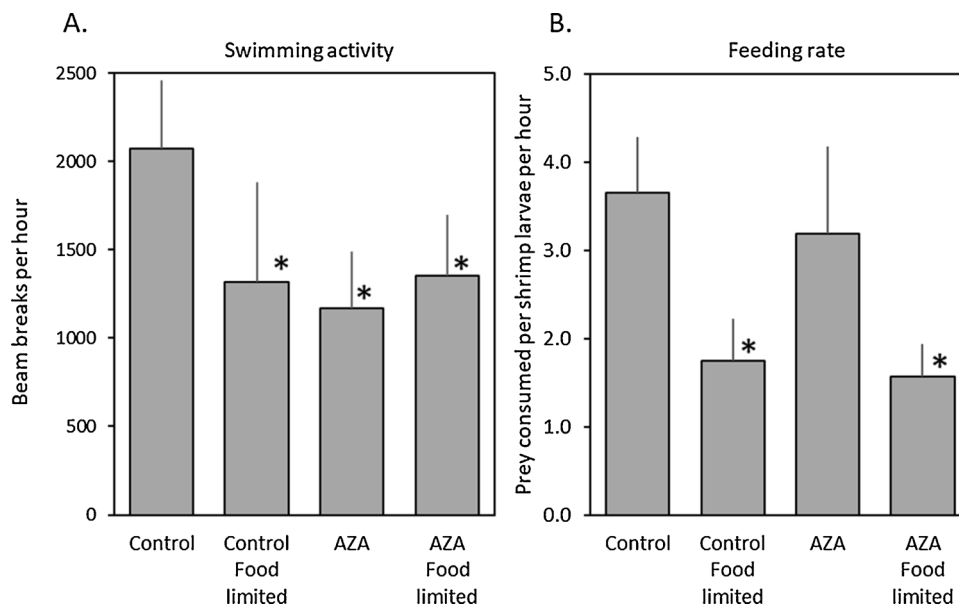 A.
Swimming activity
Beam breaks per hour
2500
2000
1500
1000
500
0
*
*
*
Control
Control
Food
limited
AZA
AZA
Food
limited
B.
Feeding rate
Prey consumed per shrimp larvae per hour
5.0
4.0
3.0
2.0
1.0
0.0
*
*
Control
Control
Food
limited
AZA
AZA
Food
limited